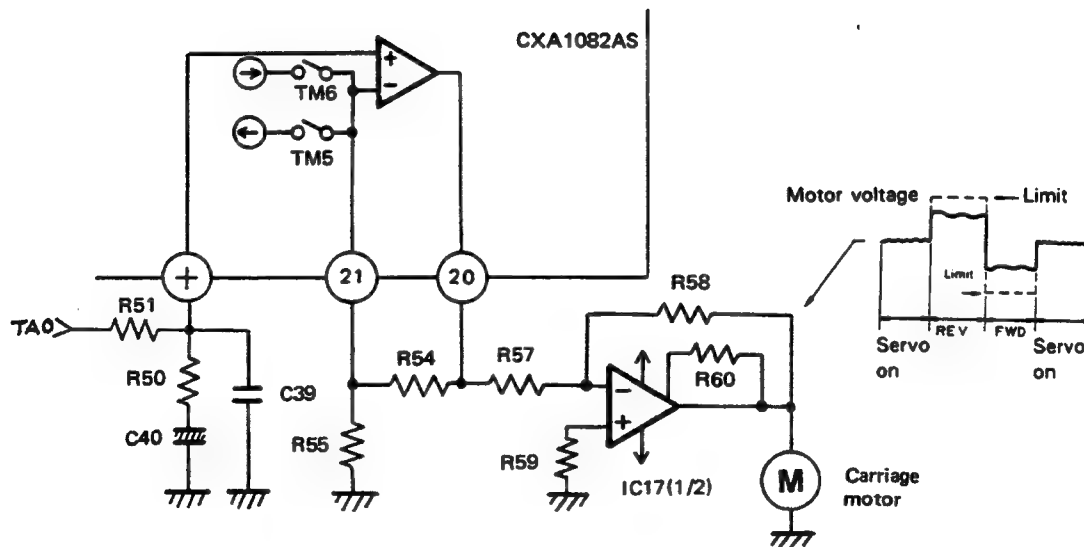 CXA1082AS
+
−
TM6
TM5
Motor voltage
Limit
Limit
REV
FWD
Servo on
Servo on
+
21
20
R58
TAO
R51
R54
R57
R60
R50
C39
−
+
C40
R55
R59
IC17(1/2)
M
Carriage
motor